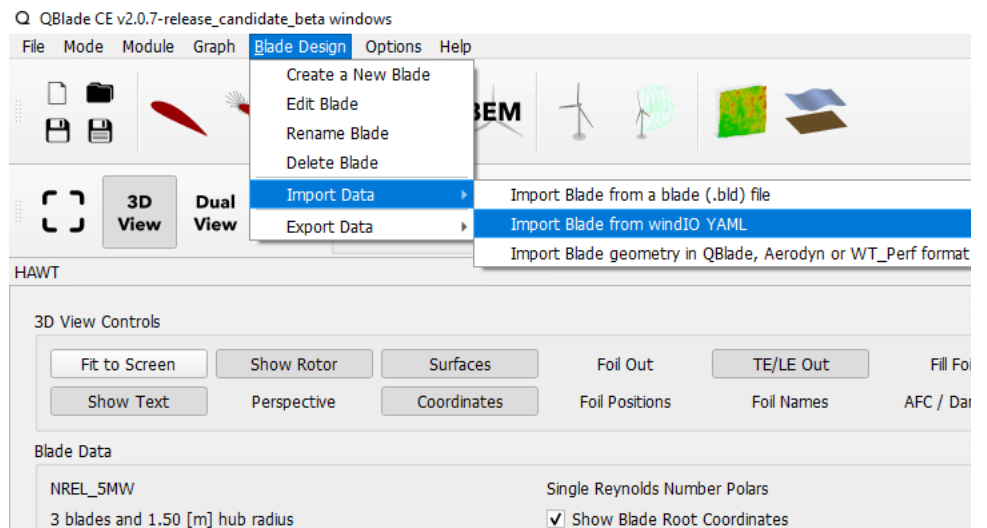 QBlade CE v2.0.7-release_candidate_beta windows
File Mode Module Graph Blade Design Options Help
Create a New Blade
Edit Blade
Rename Blade
Delete Blade
Import Data
Export Data
BEM
3D View
Dual View
Import Blade from a blade (.bld) file
Import Blade from windIO YAML
Import Blade geometry in QBlade, Aerodyn or WT_Perf format
HAWT
3D View Controls
Fit to Screen Show Rotor Surfaces Foil Out TE/LE Out Fill Foi
Show Text Perspective Coordinates Foil Positions Foil Names AFC / Dar
Blade Data
NREL_5MW Single Reynolds Number Polars
3 blades and 1.50 [m] hub radius Show Blade Root Coordinates